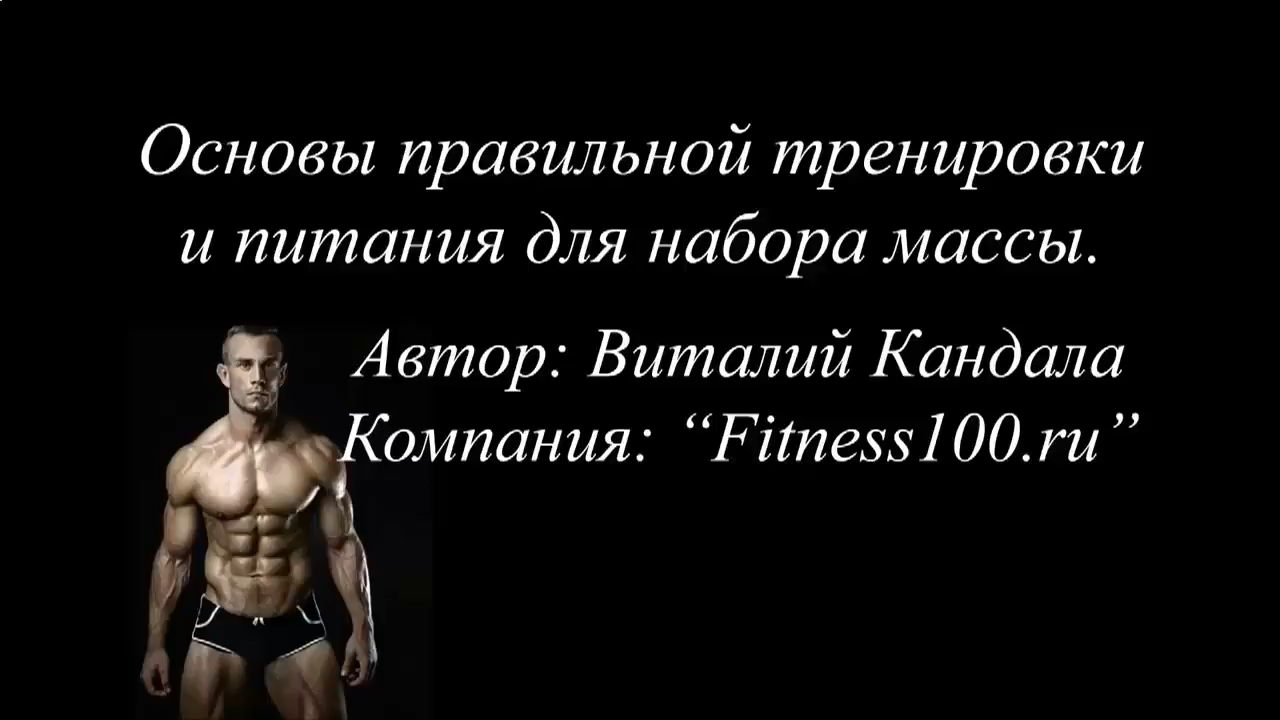 Основы правильной тренировки
и питания для набора массы.
Автор: Виталий Кандала
Компания: “Fitness100.ru”